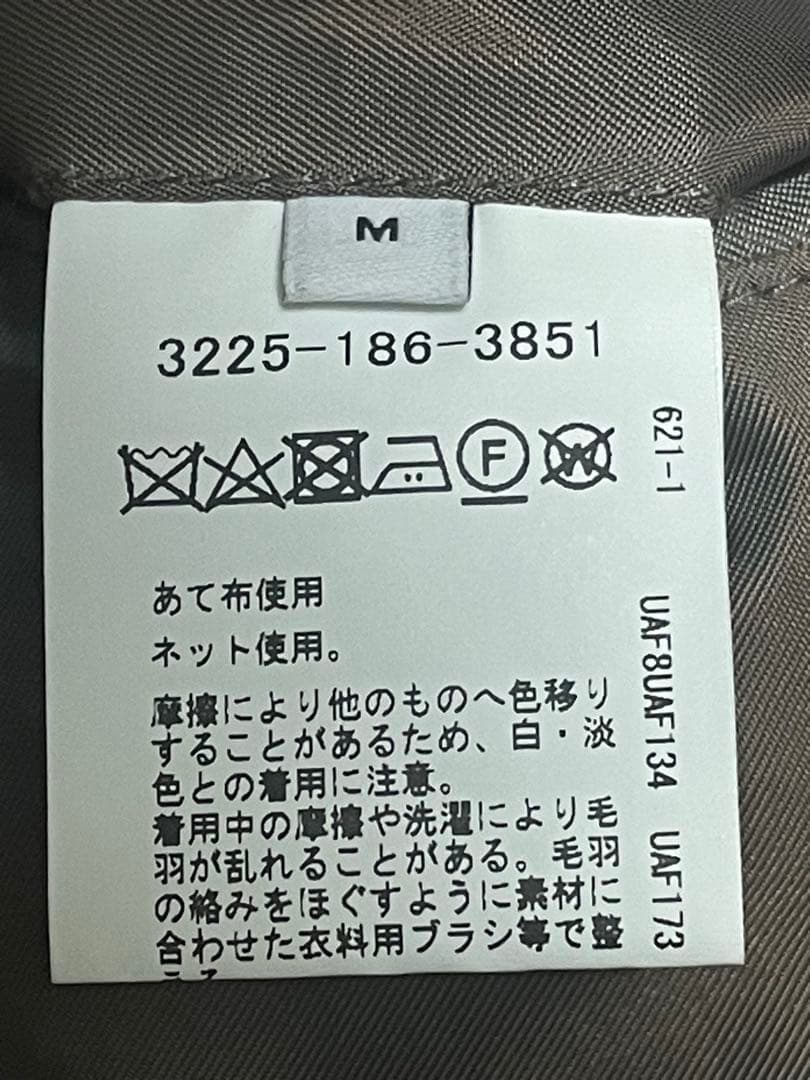 M
3225-186-3851
F
W
621-1
あて布使用
ネット使用。
摩擦により他のものへ色移り
することがあるため、白・淡
色との着用に注意。
着用中の摩擦や洗濯により毛
羽が乱れることがある。毛羽
の絡みをほぐすように素材に
合わせた衣料用ブラシ等で整
UAF8UAF134 UAF173